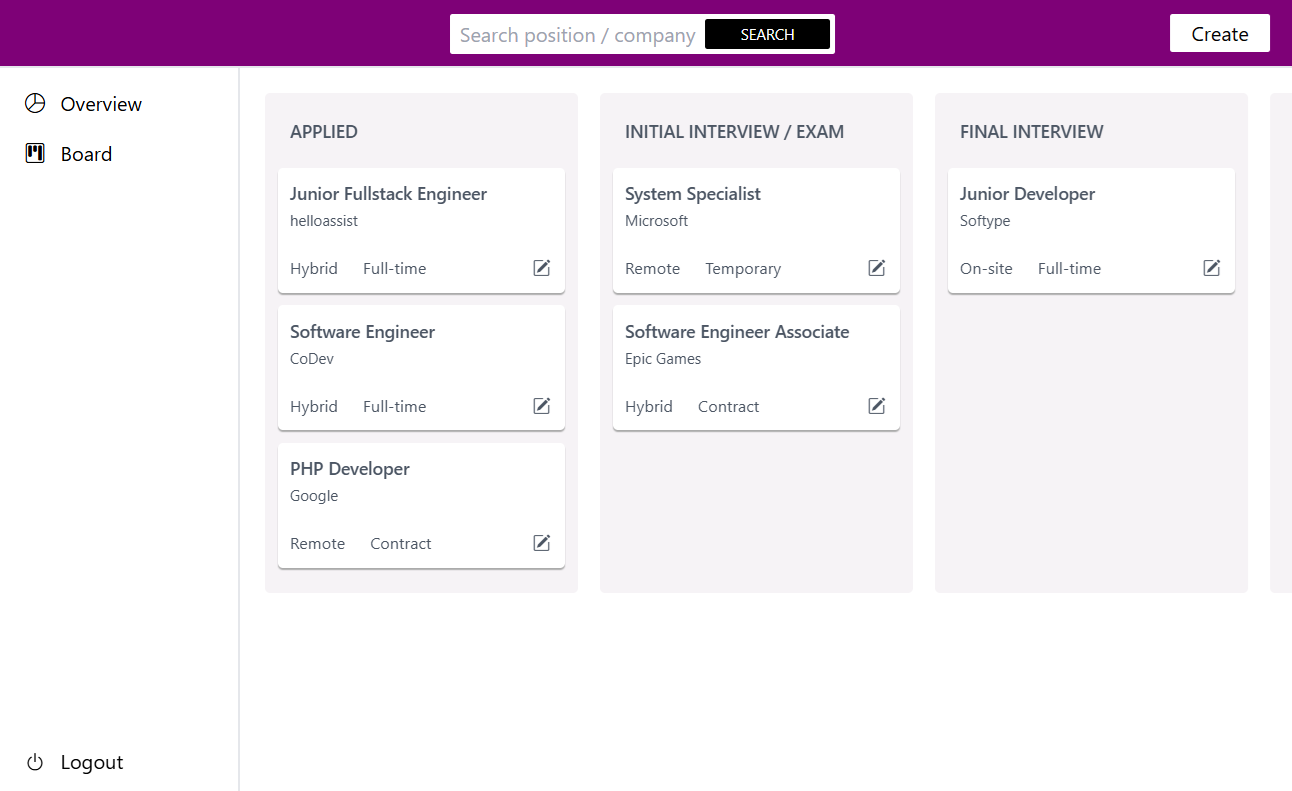 Search position / company
SEARCH
Create
Overview
Board
Logout
APPLIED
Junior Fullstack Engineer
helloassist
Hybrid Full-time
Software Engineer
CoDev
Hybrid Full-time
PHP Developer
Google
Remote Contract
INITIAL INTERVIEW / EXAM
System Specialist
Microsoft
Remote Temporary
Software Engineer Associate
Epic Games
Hybrid Contract
FINAL INTERVIEW
Junior Developer
Softype
On-site Full-time